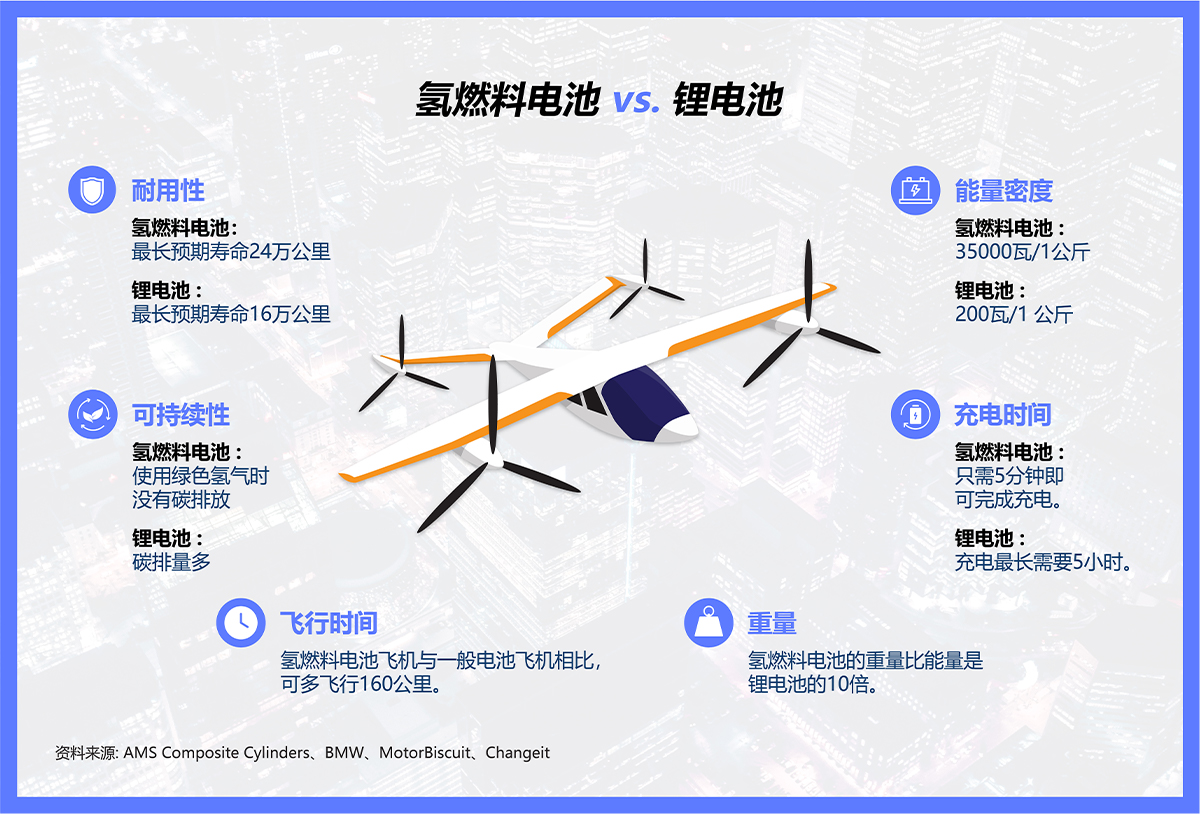 氢燃料电池 vs. 锂电池
耐用性
氢燃料电池：
最长预期寿命24万公里
锂电池：
最长预期寿命16万公里
能量密度
氢燃料电池：
35000瓦/1公斤
锂电池：
200瓦/1 公斤
可持续性
氢燃料电池：
使用绿色氢气时
没有碳排放
锂电池：
碳排量多
充电时间
氢燃料电池：
只需5分钟即
可完成充电。
锂电池：
充电最长需要5小时。
飞行时间
氢燃料电池飞机与一般电池飞机相比，
可多飞行160公里。
重量
氢燃料电池的重量比能量是
锂电池的10倍。
资料来源: AMS Composite Cylinders、BMW、MotorBiscuit、Changeit